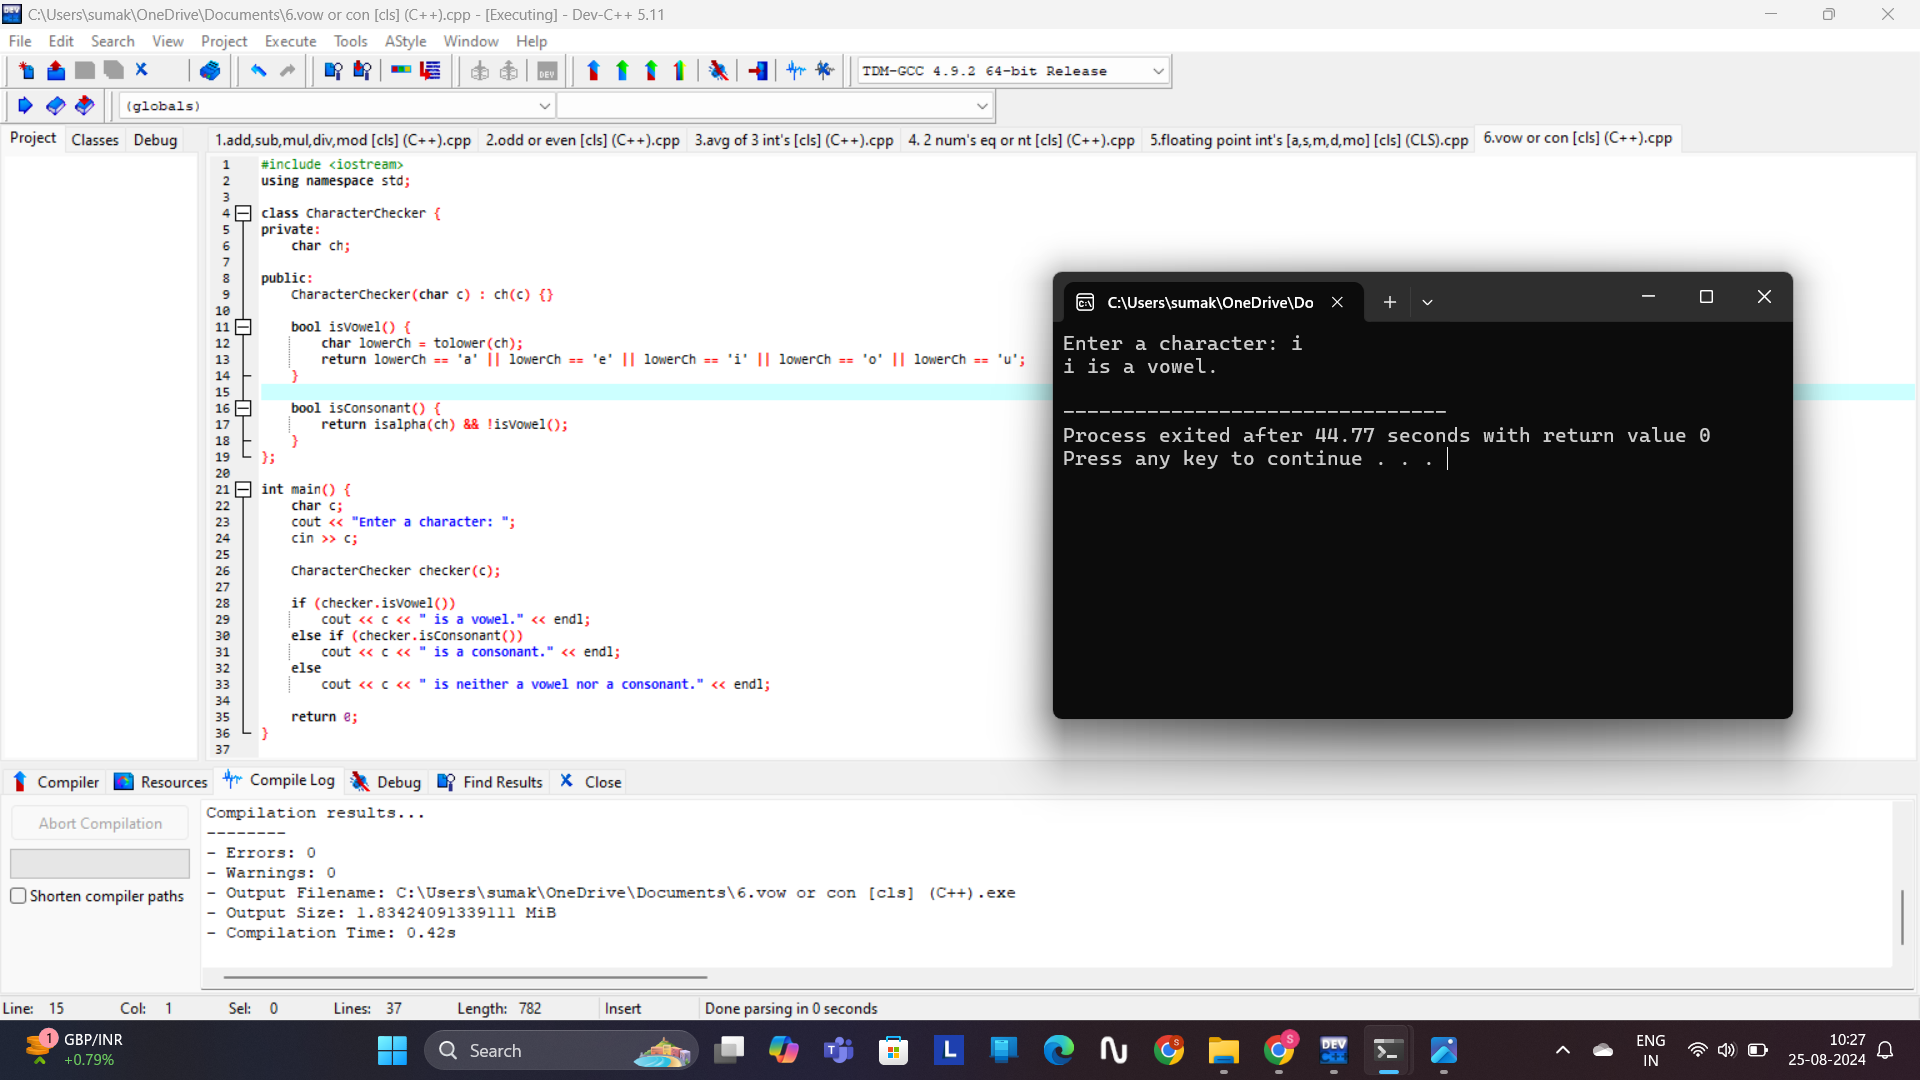 C:\Users\sumak\OneDrive\Documents\6.vow or con [cls] (C++).cpp - [Executing] - Dev-C++ 5.11
File Edit Search View Project Execute Tools AStyle Window Help
DEV
TDM-GCC 4.9.2 64-bit Release
(globals)
Project Classes Debug
1.add,sub,mul,div,mod [cls] (C++).cpp 2.odd or even [cls] (C++).cpp 3.avg of 3 int's [cls] (C++).cpp 4. 2 num's eq or nt [cls] (C++).cpp 5.floating point int's [a,s,m,d,mo] [cls] (CLS).cpp 6.vow or con [cls] (C++).cpp
1 #include <iostream>
2 using namespace std;
3
4 class CharacterChecker {
5 private:
6 char ch;
7
8 public:
9 CharacterChecker(char c) : ch(c) {}
10
11 bool isVowel() {
12 char lowerCh = tolower(ch);
13 return lowerCh == 'a' || lowerCh == 'e' || lowerCh == 'i' || lowerCh == 'o' || lowerCh == 'u';
14 }
15
16 bool isConsonant() {
17 return isalpha(ch) && !isVowel();
18 }
19 };
20
21 int main() {
22 char c;
23 cout << "Enter a character: ";
24 cin >> c;
25
26 CharacterChecker checker(c);
27
28 if (checker.isVowel())
29 cout << c << " is a vowel." << endl;
30 else if (checker.isConsonant())
31 cout << c << " is a consonant." << endl;
32 else
33 cout << c << " is neither a vowel nor a consonant." << endl;
34
35 return 0;
36 }
37
C:\Users\sumak\OneDrive\Do
Enter a character: i
i is a vowel.
--------------------------------
Process exited after 44.77 seconds with return value 0
Press any key to continue . . .
Compiler Resources Compile Log Debug Find Results Close
Abort Compilation
Shorten compiler paths
Compilation results...
--------
- Errors: 0
- Warnings: 0
- Output Filename: C:\Users\sumak\OneDrive\Documents\6.vow or con [cls] (C++).exe
- Output Size: 1.83424091339111 MiB
- Compilation Time: 0.42s
Line: 15 Col: 1 Sel: 0 Lines: 37 Length: 782 Insert Done parsing in 0 seconds
1
GBP/INR
+0.79%
Search
L
S
S
DEV
ENG
IN
10:27
25-08-2024